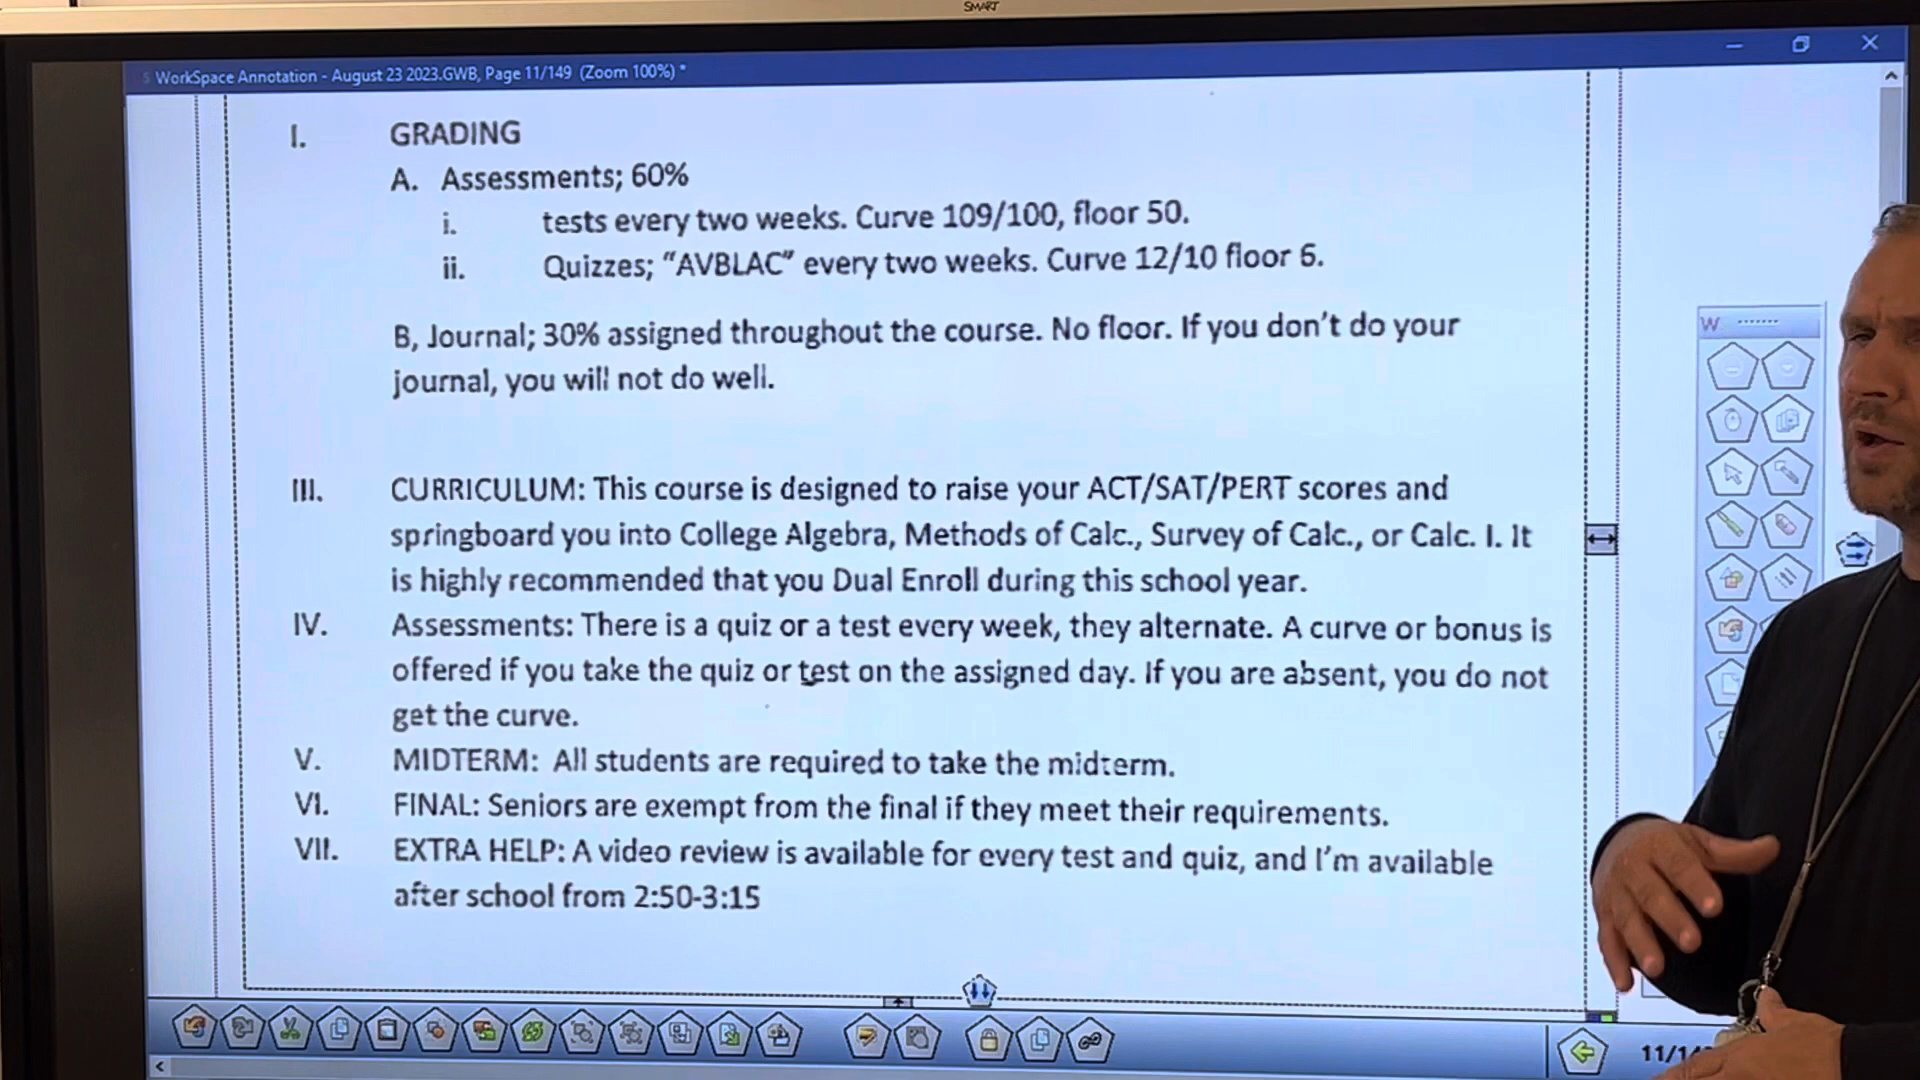 SMART
WorkSpace Annotation - August 23 2023.GWB, Page 11/149 (Zoom 100%) *
I. GRADING
A. Assessments; 60%
i. tests every two weeks. Curve 109/100, floor 50.
ii. Quizzes; “AVBLAC” every two weeks. Curve 12/10 floor 6.
B, Journal; 30% assigned throughout the course. No floor. If you don’t do your
journal, you will not do well.
W
III. CURRICULUM: This course is designed to raise your ACT/SAT/PERT scores and
springboard you into College Algebra, Methods of Calc., Survey of Calc., or Calc. I. It
is highly recommended that you Dual Enroll during this school year.
IV. Assessments: There is a quiz or a test every week, they alternate. A curve or bonus is
offered if you take the quiz or test on the assigned day. If you are absent, you do not
get the curve.
V. MIDTERM: All students are required to take the midterm.
VI. FINAL: Seniors are exempt from the final if they meet their requirements.
VII. EXTRA HELP: A video review is available for every test and quiz, and I’m available
after school from 2:50-3:15